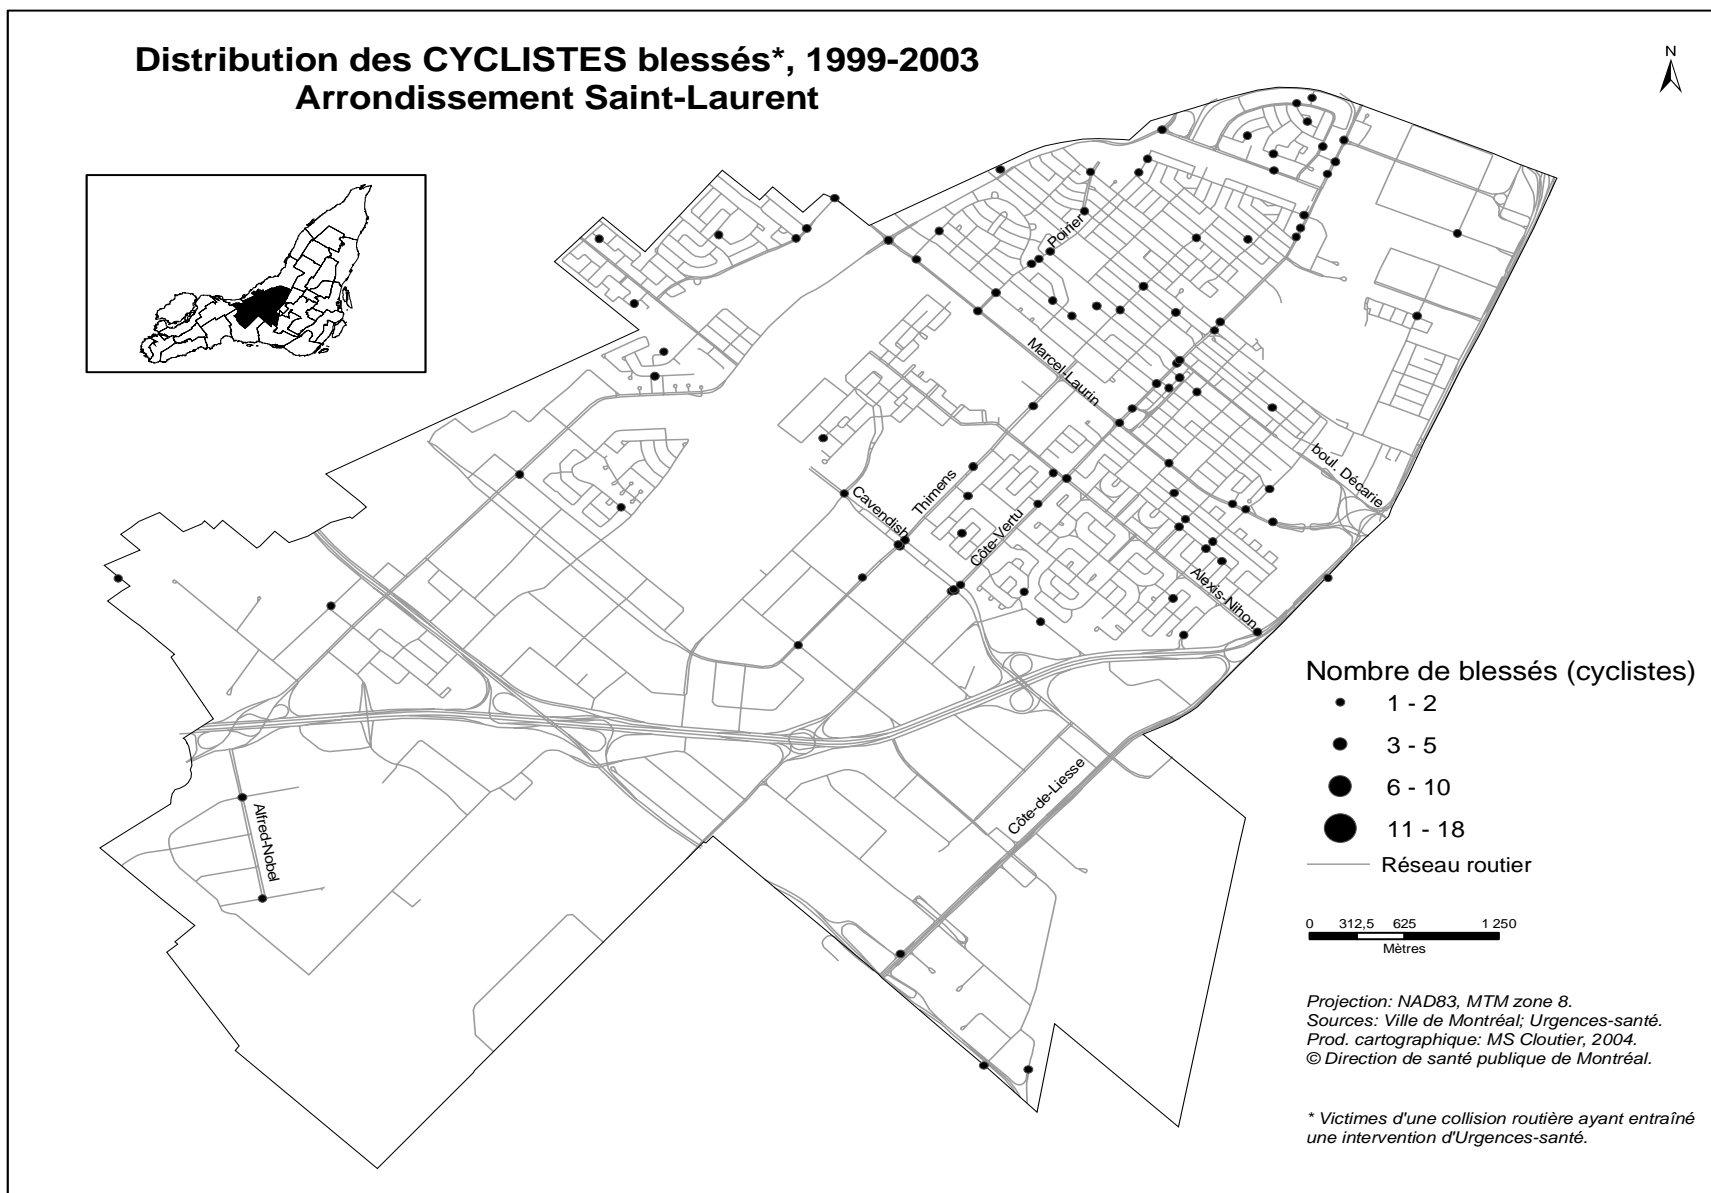 Distribution des CYCLISTES blessés*, 1999-2003
Arrondissement Saint-Laurent
N
Poirier
Marcel-Laurin
boul. Décarie
Thimens
Cavendish
Côte-Vertu
Alexis-Nihon
Côte-de-Liesse
Alfred-Nobel
Nombre de blessés (cyclistes)
1 - 2
3 - 5
6 - 10
11 - 18
Réseau routier
0 312,5 625 1 250
Mètres
Projection: NAD83, MTM zone 8.
Sources: Ville de Montréal; Urgences-santé.
Prod. cartographique: MS Cloutier, 2004.
© Direction de santé publique de Montréal.
* Victimes d'une collision routière ayant entraîné
une intervention d'Urgences-santé.